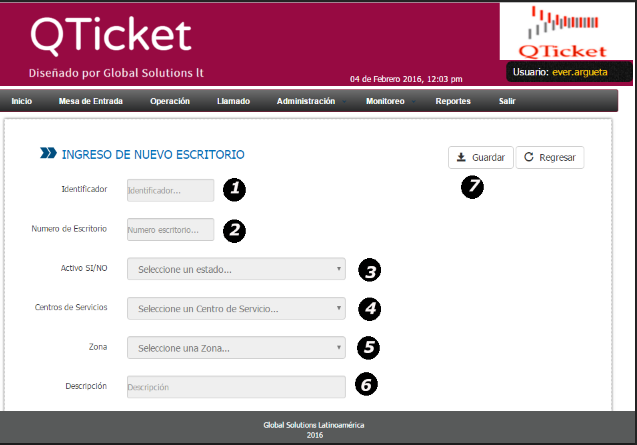 QTicket
QTicket
Diseñado por Global Solutions lt
04 de Febrero 2016, 12:03 pm
Usuario: ever.argueta
Inicio Mesa de Entrada Operación Llamado Administración Monitoreo Reportes Salir
INGRESO DE NUEVO ESCRITORIO
Guardar Regresar
7
Identificador Identificador... 1
Numero de Escritorio Numero escritorio... 2
Activo SI/NO Seleccione un estado... 3
Centros de Servicios Seleccione un Centro de Servicio... 4
Zona Seleccione una Zona... 5
Descripción Descripción 6
Global Solutions Latinoamérica
2016